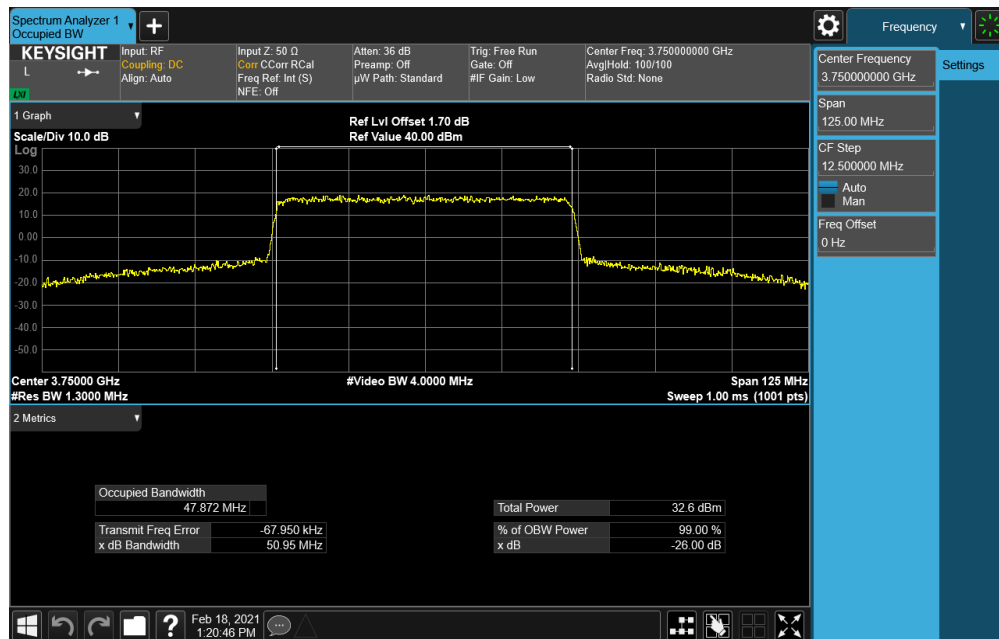 Spectrum Analyzer 1
Occupied BW
+
Frequency
KEYSIGHT
L
LXI
Input: RF
Coupling: DC
Align: Auto
Input Z: 50 Ω
Corr CCorr RCal
Freq Ref: Int (S)
NFE: Off
Atten: 36 dB
Preamp: Off
µW Path: Standard
Trig: Free Run
Gate: Off
#IF Gain: Low
Center Freq: 3.750000000 GHz
Avg|Hold: 100/100
Radio Std: None
Center Frequency
3.750000000 GHz
Settings
Span
125.00 MHz
CF Step
12.500000 MHz
Auto
Man
Freq Offset
0 Hz
1 Graph
Scale/Div 10.0 dB
Ref Lvl Offset 1.70 dB
Ref Value 40.00 dBm
Log
30.0
20.0
10.0
0.00
-10.0
-20.0
-30.0
-40.0
-50.0
Center 3.75000 GHz
#Video BW 4.0000 MHz
Span 125 MHz
#Res BW 1.3000 MHz
Sweep 1.00 ms (1001 pts)
2 Metrics
Occupied Bandwidth
47.872 MHz
Total Power 32.6 dBm
Transmit Freq Error -67.950 kHz
% of OBW Power 99.00 %
x dB Bandwidth 50.95 MHz
x dB -26.00 dB
?
Feb 18, 2021
1:20:46 PM